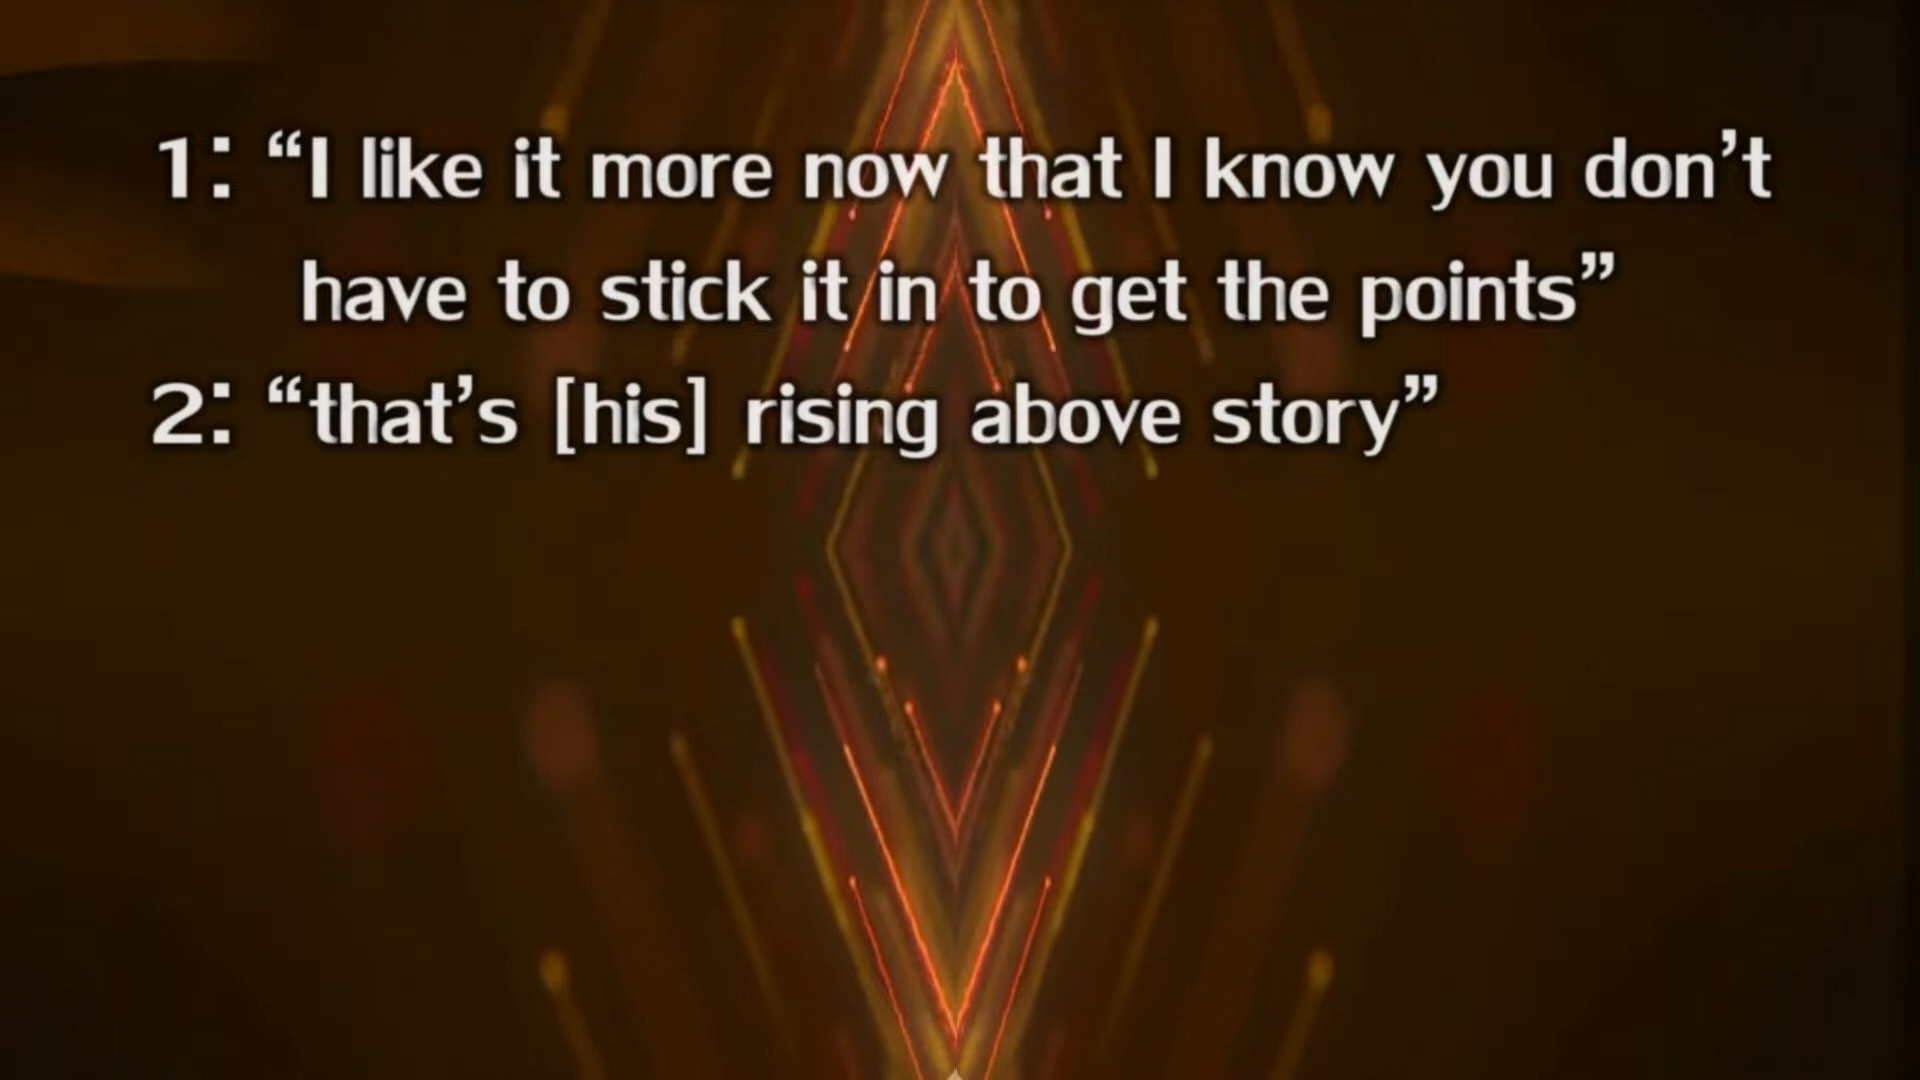 1: “I like it more now that I know you don’t
have to stick it in to get the points”
2: “that’s [his] rising above story”